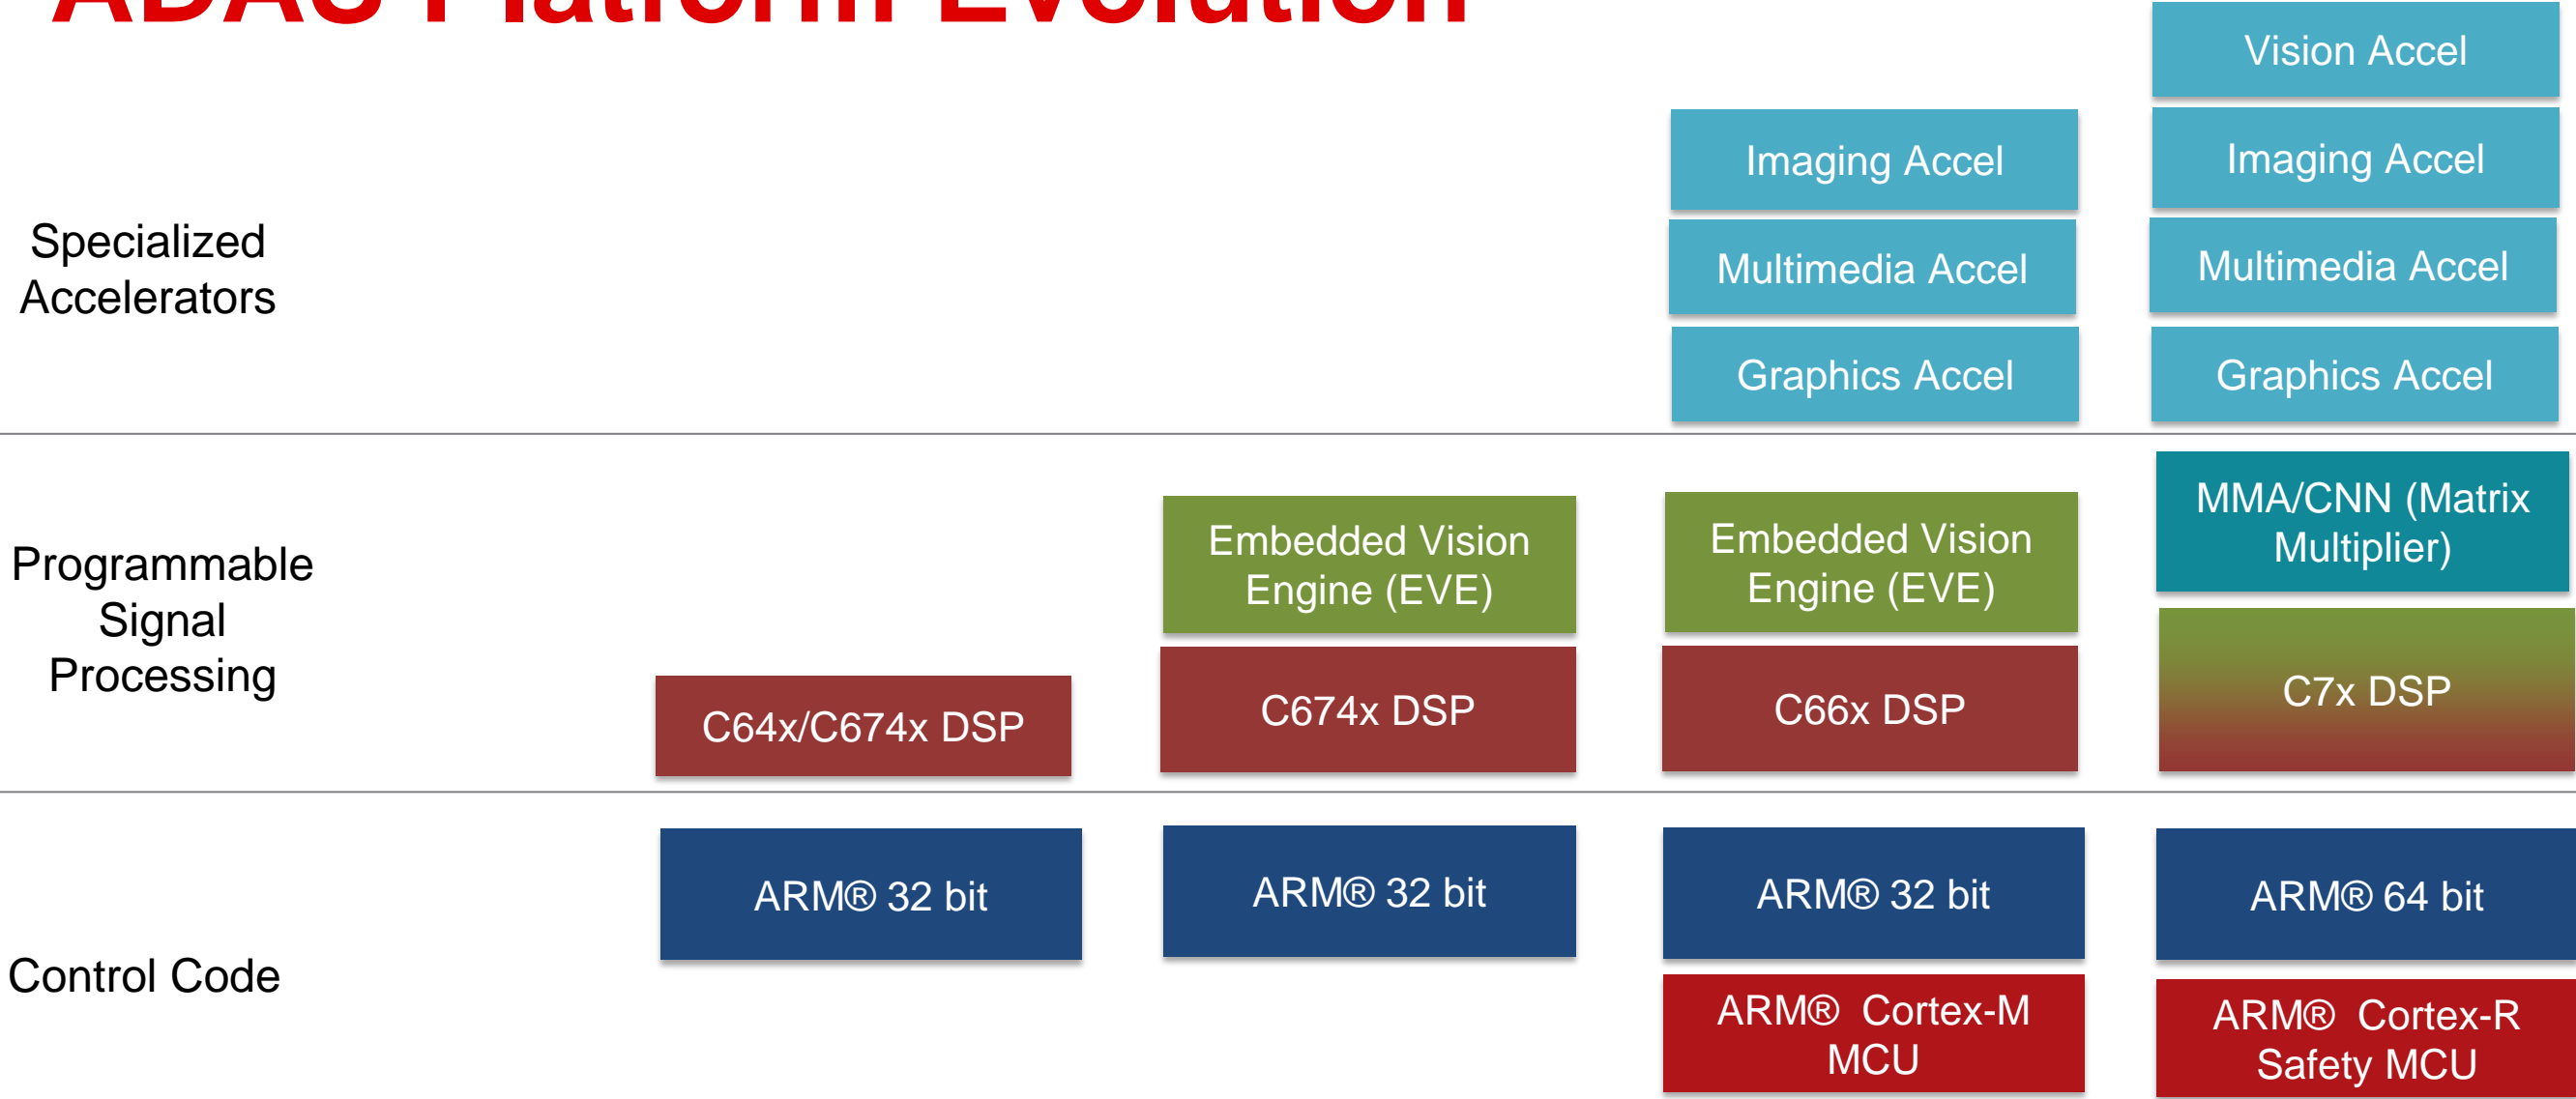 ADAS Platform Evolution
Vision Accel
Imaging Accel
Imaging Accel
Specialized
Accelerators
Multimedia Accel
Multimedia Accel
Graphics Accel
Graphics Accel
Programmable
Signal
Processing
Embedded Vision
Engine (EVE)
Embedded Vision
Engine (EVE)
MMA/CNN (Matrix
Multiplier)
C64x/C674x DSP
C674x DSP
C66x DSP
C7x DSP
Control Code
ARM® 32 bit
ARM® 32 bit
ARM® 32 bit
ARM® 64 bit
ARM® Cortex-M
MCU
ARM® Cortex-R
Safety MCU